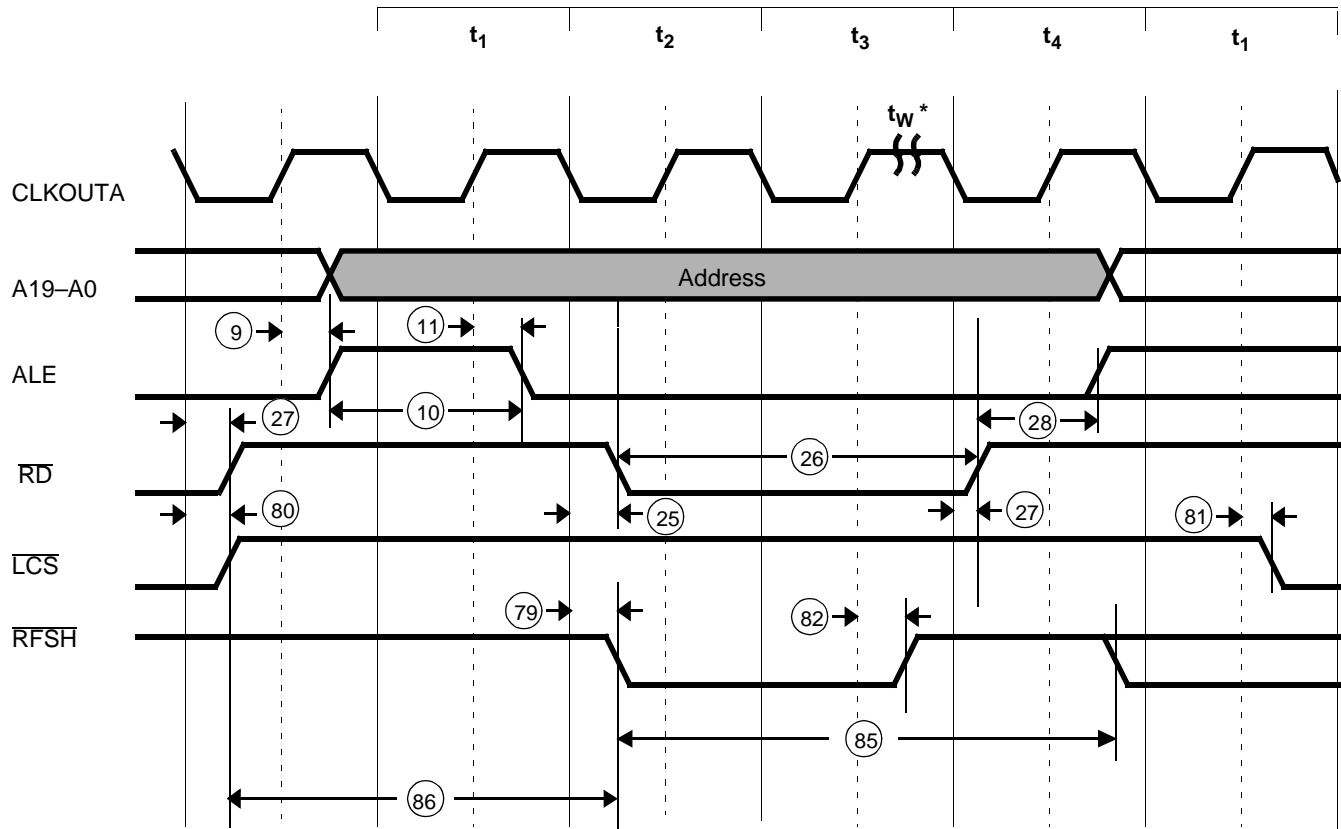 t1 t2 t3 t4 t1
tW *
CLKOUTA
A19–A0
Address
9 11
ALE
27 10 28
RD
26
80 25 27 81
LCS
79 82
RFSH
85
86